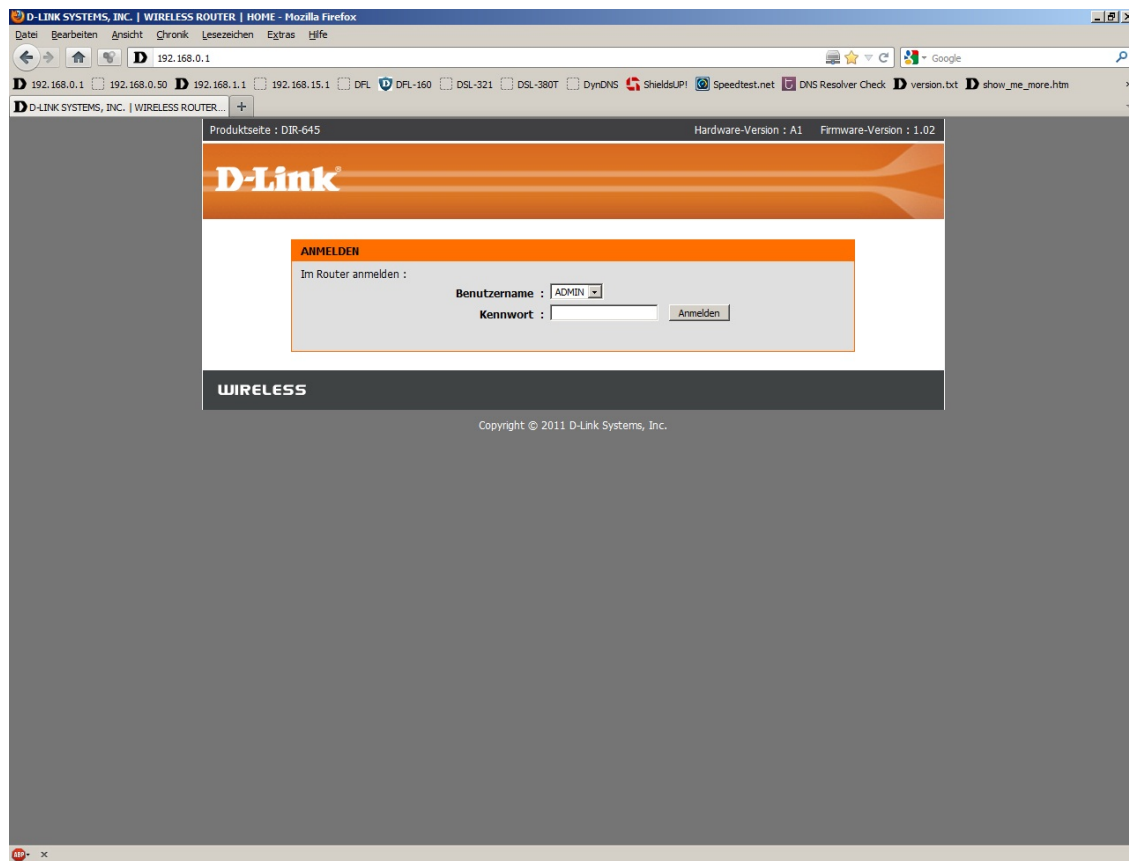 D-LINK SYSTEMS, INC. | WIRELESS ROUTER | HOME - Mozilla Firefox
Datei Bearbeiten Ansicht Chronik Lesezeichen Extras Hilfe
D 192.168.0.1 Google
D 192.168.0.1 192.168.0.50 D 192.168.1.1 192.168.15.1 DFL DFL-160 DSL-321 DSL-380T DynDNS ShieldsUP! Speedtest.net DNS Resolver Check D version.txt D show_me_more.htm
D D-LINK SYSTEMS, INC. | WIRELESS ROUTER... +
Produktseite : DIR-645 Hardware-Version : A1 Firmware-Version : 1.02
D-Link®
ANMELDEN
Im Router anmelden :
Benutzername : ADMIN
Kennwort : Anmelden
WIRELESS
Copyright © 2011 D-Link Systems, Inc.
ABP x